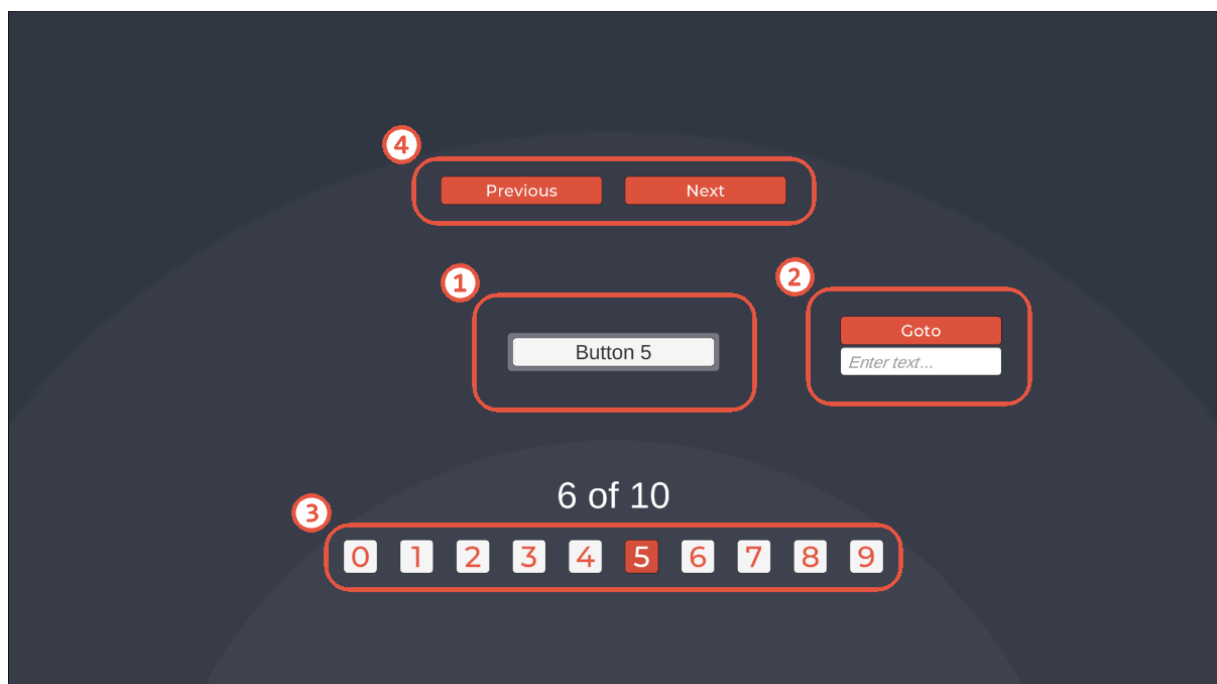 4
Previous Next
1
2
Button 5
Goto
Enter text...
6 of 10
3
0 1 2 3 4 5 6 7 8 9